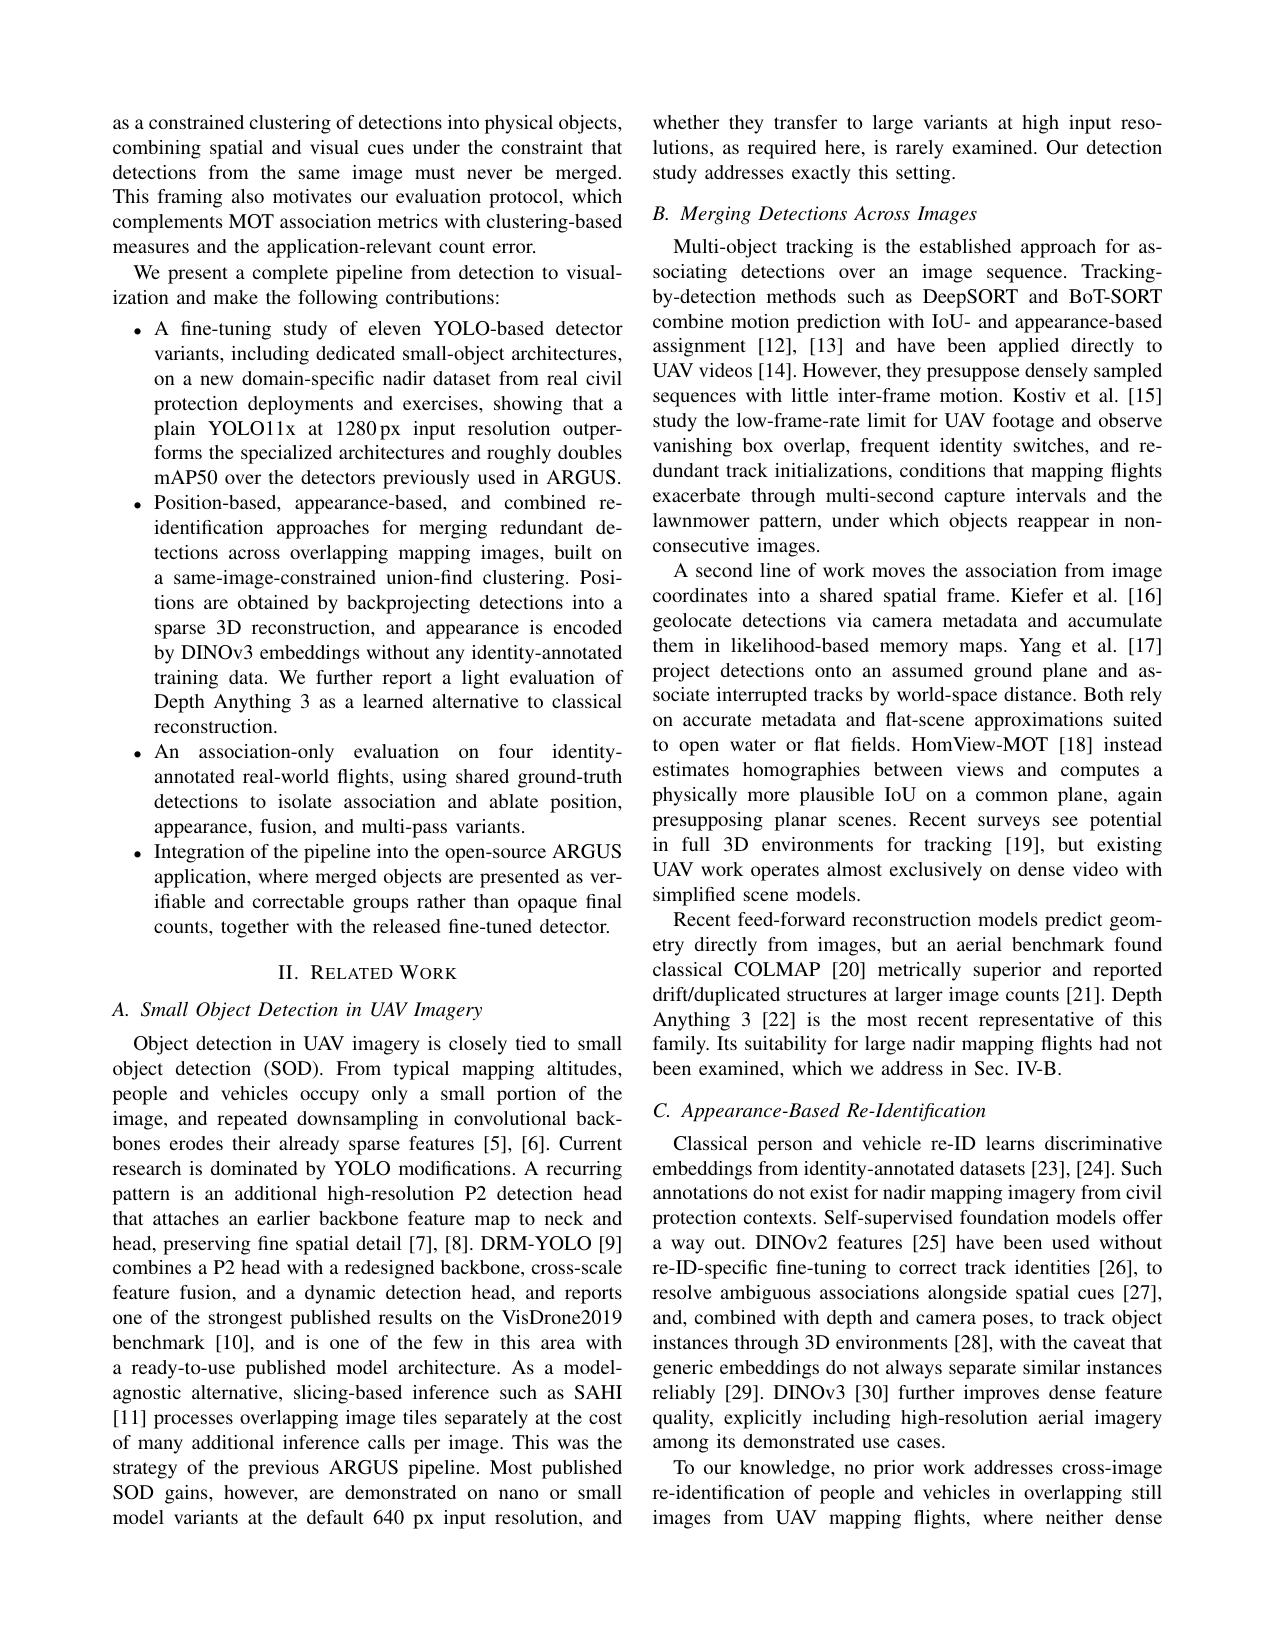 as a constrained clustering of detections into physical objects,
combining spatial and visual cues under the constraint that
detections from the same image must never be merged.
This framing also motivates our evaluation protocol, which
complements MOT association metrics with clustering-based
measures and the application-relevant count error.
We present a complete pipeline from detection to visual-
ization and make the following contributions:
• A fine-tuning study of eleven YOLO-based detector
variants, including dedicated small-object architectures,
on a new domain-specific nadir dataset from real civil
protection deployments and exercises, showing that a
plain YOLO11x at 1280 px input resolution outper-
forms the specialized architectures and roughly doubles
mAP50 over the detectors previously used in ARGUS.
• Position-based, appearance-based, and combined re-
identification approaches for merging redundant de-
tections across overlapping mapping images, built on
a same-image-constrained union-find clustering. Posi-
tions are obtained by backprojecting detections into a
sparse 3D reconstruction, and appearance is encoded
by DINOv3 embeddings without any identity-annotated
training data. We further report a light evaluation of
Depth Anything 3 as a learned alternative to classical
reconstruction.
• An association-only evaluation on four identity-
annotated real-world flights, using shared ground-truth
detections to isolate association and ablate position,
appearance, fusion, and multi-pass variants.
• Integration of the pipeline into the open-source ARGUS
application, where merged objects are presented as ver-
ifiable and correctable groups rather than opaque final
counts, together with the released fine-tuned detector.
II. RELATED WORK
A. Small Object Detection in UAV Imagery
Object detection in UAV imagery is closely tied to small
object detection (SOD). From typical mapping altitudes,
people and vehicles occupy only a small portion of the
image, and repeated downsampling in convolutional back-
bones erodes their already sparse features [5], [6]. Current
research is dominated by YOLO modifications. A recurring
pattern is an additional high-resolution P2 detection head
that attaches an earlier backbone feature map to neck and
head, preserving fine spatial detail [7], [8]. DRM-YOLO [9]
combines a P2 head with a redesigned backbone, cross-scale
feature fusion, and a dynamic detection head, and reports
one of the strongest published results on the VisDrone2019
benchmark [10], and is one of the few in this area with
a ready-to-use published model architecture. As a model-
agnostic alternative, slicing-based inference such as SAHI
[11] processes overlapping image tiles separately at the cost
of many additional inference calls per image. This was the
strategy of the previous ARGUS pipeline. Most published
SOD gains, however, are demonstrated on nano or small
model variants at the default 640 px input resolution, and
whether they transfer to large variants at high input reso-
lutions, as required here, is rarely examined. Our detection
study addresses exactly this setting.
B. Merging Detections Across Images
Multi-object tracking is the established approach for as-
sociating detections over an image sequence. Tracking-
by-detection methods such as DeepSORT and BoT-SORT
combine motion prediction with IoU- and appearance-based
assignment [12], [13] and have been applied directly to
UAV videos [14]. However, they presuppose densely sampled
sequences with little inter-frame motion. Kostiv et al. [15]
study the low-frame-rate limit for UAV footage and observe
vanishing box overlap, frequent identity switches, and re-
dundant track initializations, conditions that mapping flights
exacerbate through multi-second capture intervals and the
lawnmower pattern, under which objects reappear in non-
consecutive images.
A second line of work moves the association from image
coordinates into a shared spatial frame. Kiefer et al. [16]
geolocate detections via camera metadata and accumulate
them in likelihood-based memory maps. Yang et al. [17]
project detections onto an assumed ground plane and as-
sociate interrupted tracks by world-space distance. Both rely
on accurate metadata and flat-scene approximations suited
to open water or flat fields. HomView-MOT [18] instead
estimates homographies between views and computes a
physically more plausible IoU on a common plane, again
presupposing planar scenes. Recent surveys see potential
in full 3D environments for tracking [19], but existing
UAV work operates almost exclusively on dense video with
simplified scene models.
Recent feed-forward reconstruction models predict geom-
etry directly from images, but an aerial benchmark found
classical COLMAP [20] metrically superior and reported
drift/duplicated structures at larger image counts [21]. Depth
Anything 3 [22] is the most recent representative of this
family. Its suitability for large nadir mapping flights had not
been examined, which we address in Sec. IV-B.
C. Appearance-Based Re-Identification
Classical person and vehicle re-ID learns discriminative
embeddings from identity-annotated datasets [23], [24]. Such
annotations do not exist for nadir mapping imagery from civil
protection contexts. Self-supervised foundation models offer
a way out. DINOv2 features [25] have been used without
re-ID-specific fine-tuning to correct track identities [26], to
resolve ambiguous associations alongside spatial cues [27],
and, combined with depth and camera poses, to track object
instances through 3D environments [28], with the caveat that
generic embeddings do not always separate similar instances
reliably [29]. DINOv3 [30] further improves dense feature
quality, explicitly including high-resolution aerial imagery
among its demonstrated use cases.
To our knowledge, no prior work addresses cross-image
re-identification of people and vehicles in overlapping still
images from UAV mapping flights, where neither dense